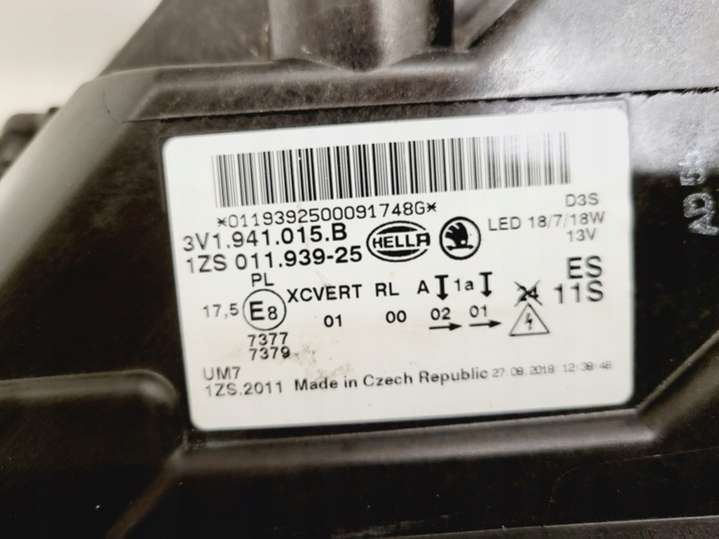 *0119392500091748G*
3V1.941.015.B
1ZS 011.939-25
HELLA
D3S
LED 18/7/18W
13V
PL
17,5 E8 XCVERT RL A 1a 24 ES
01 00 02 01 11S
7377
7379
UM7
1ZS.2011 Made in Czech Republic 27.08.2018 12:38:48